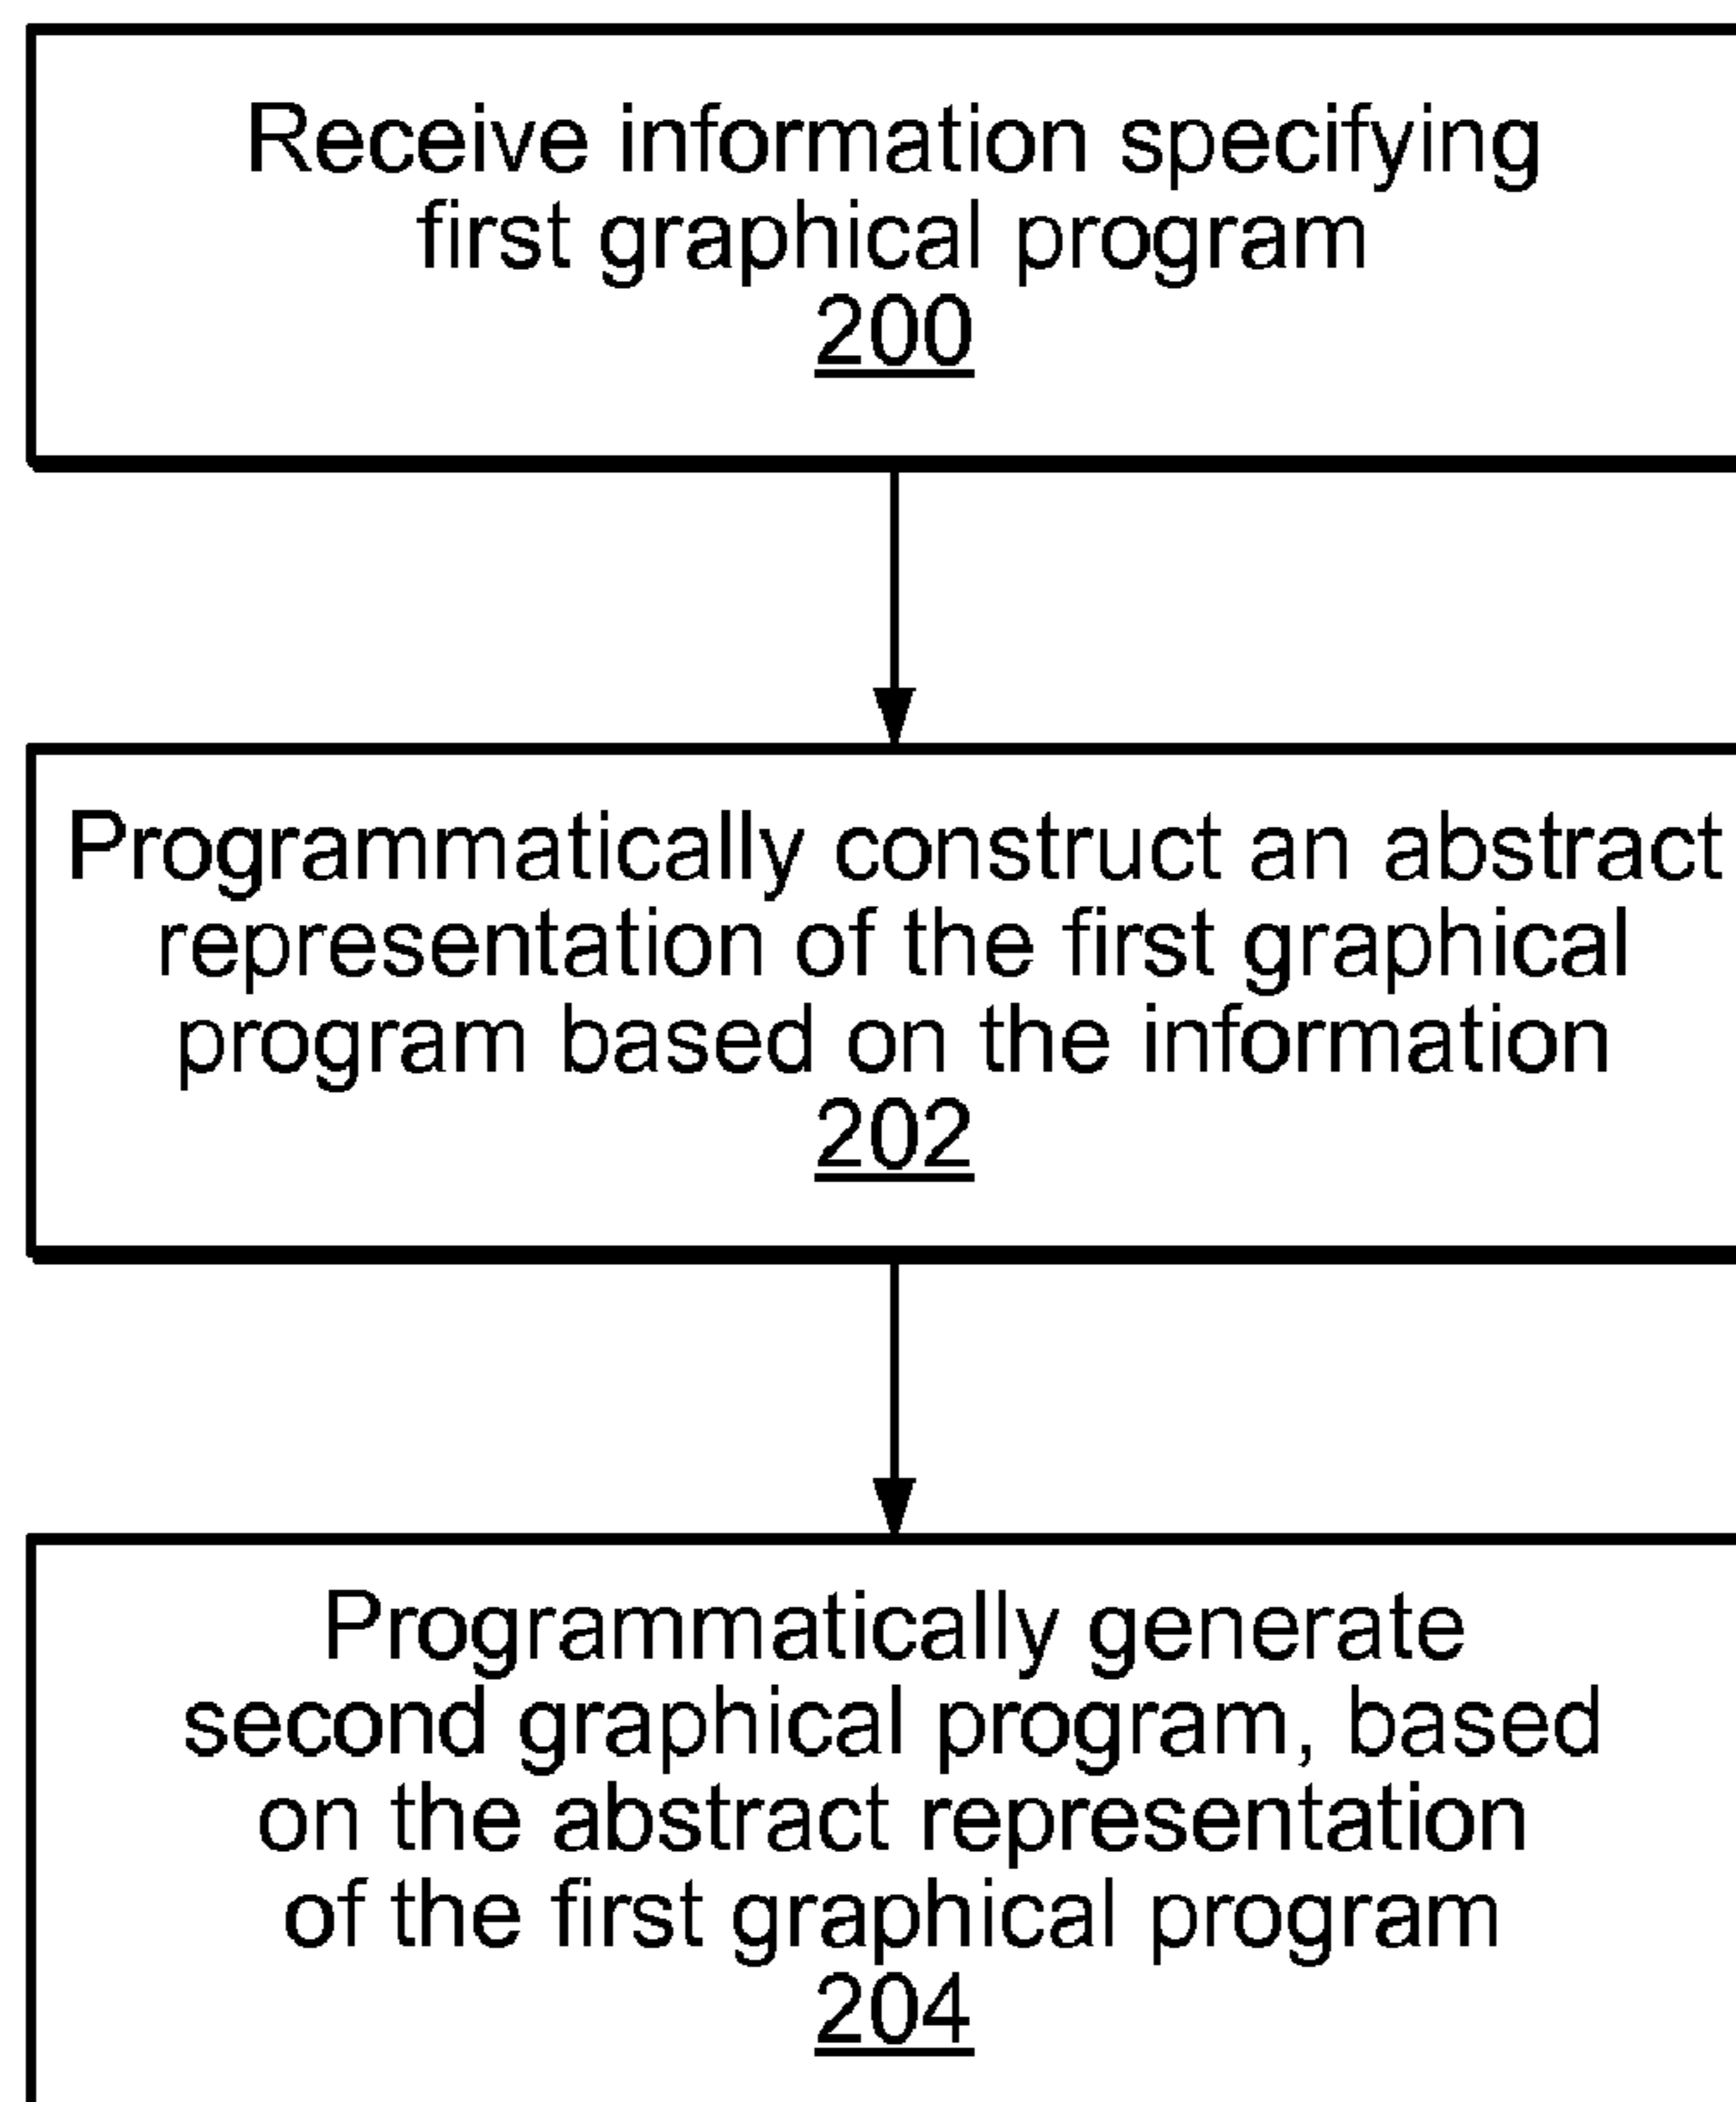 Receive information specifying
first graphical program
200
Programmatically construct an abstract
representation of the first graphical
program based on the information
202
Programmatically generate
second graphical program, based
on the abstract representation
of the first graphical program
204